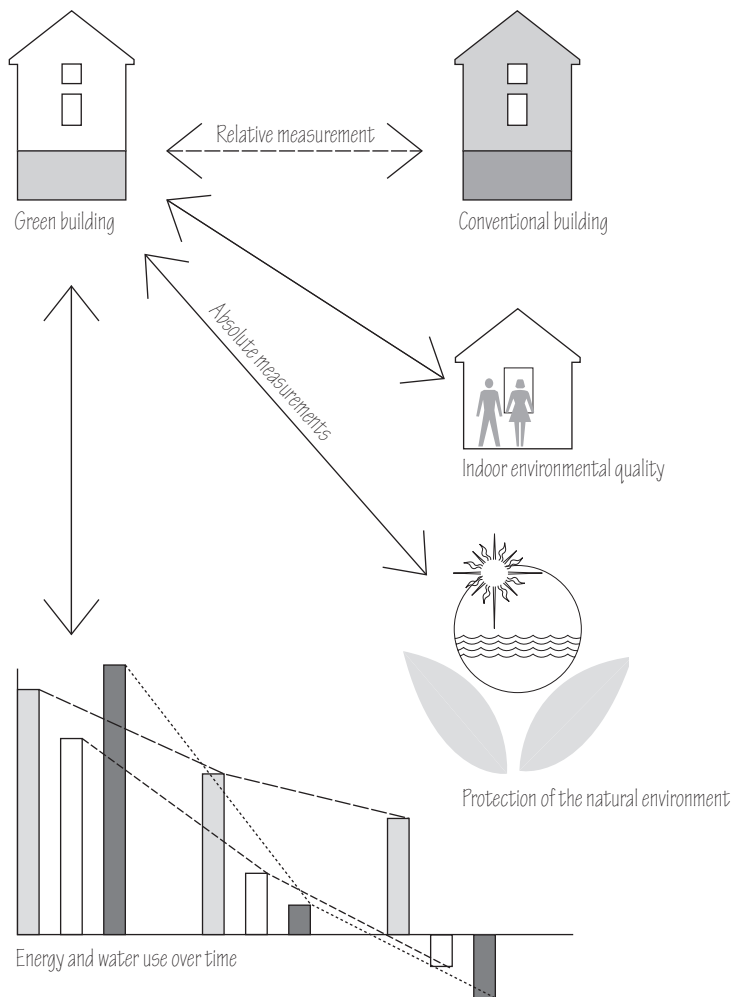 Relative measurement
Green building
Conventional building
Absolute measurements
Indoor environmental quality
Protection of the natural environment
Energy and water use over time